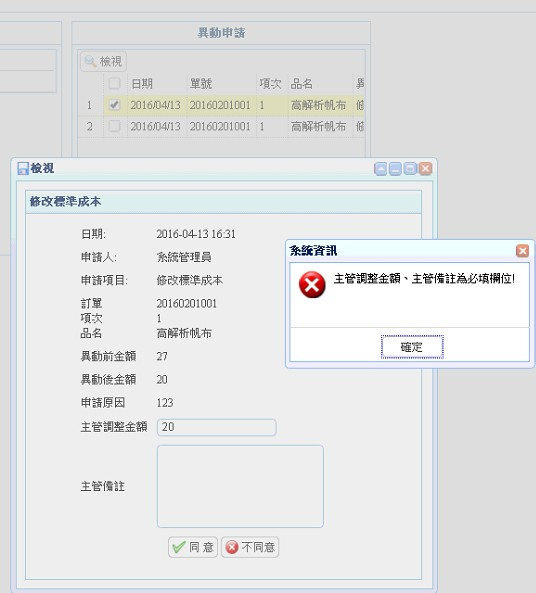 異動申請
檢視
日期 單號 項次 品名 異
1 2016/04/13 20160201001 1 高解析帆布 修
2 2016/04/13 20160201001 1 高解析帆布 修
檢視
修改標準成本
日期: 2016-04-13 16:31
申請人: 系統管理員
申請項目: 修改標準成本
訂單 20160201001
項次 1
品名 高解析帆布
異動前金額 27
異動後金額 20
申請原因 123
主管調整金額 20
主管備註
同意 不同意
系統資訊
主管調整金額、主管備註為必填欄位!
確定